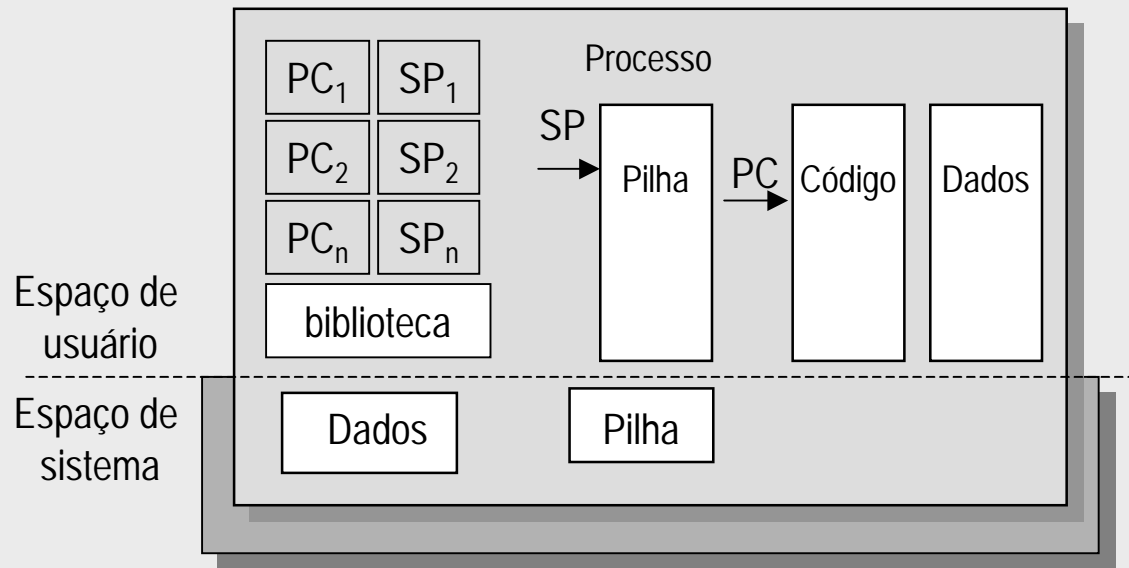 Processo
PC₁ SP₁
PC₂ SP₂
PCₙ SPₙ
biblioteca
SP
Pilha
PC
Código
Dados
Espaço de
usuário
Espaço de
sistema
Dados
Pilha